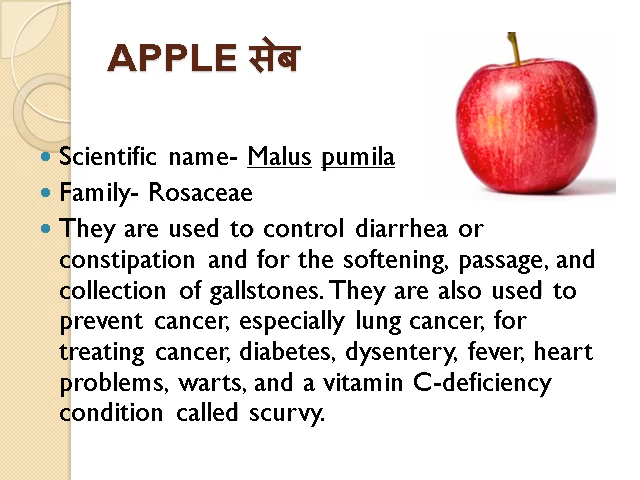 APPLE सेब
Scientific name- Malus pumila
Family- Rosaceae
They are used to control diarrhea or
constipation and for the softening, passage, and
collection of gallstones. They are also used to
prevent cancer, especially lung cancer, for
treating cancer, diabetes, dysentery, fever, heart
problems, warts, and a vitamin C-deficiency
condition called scurvy.